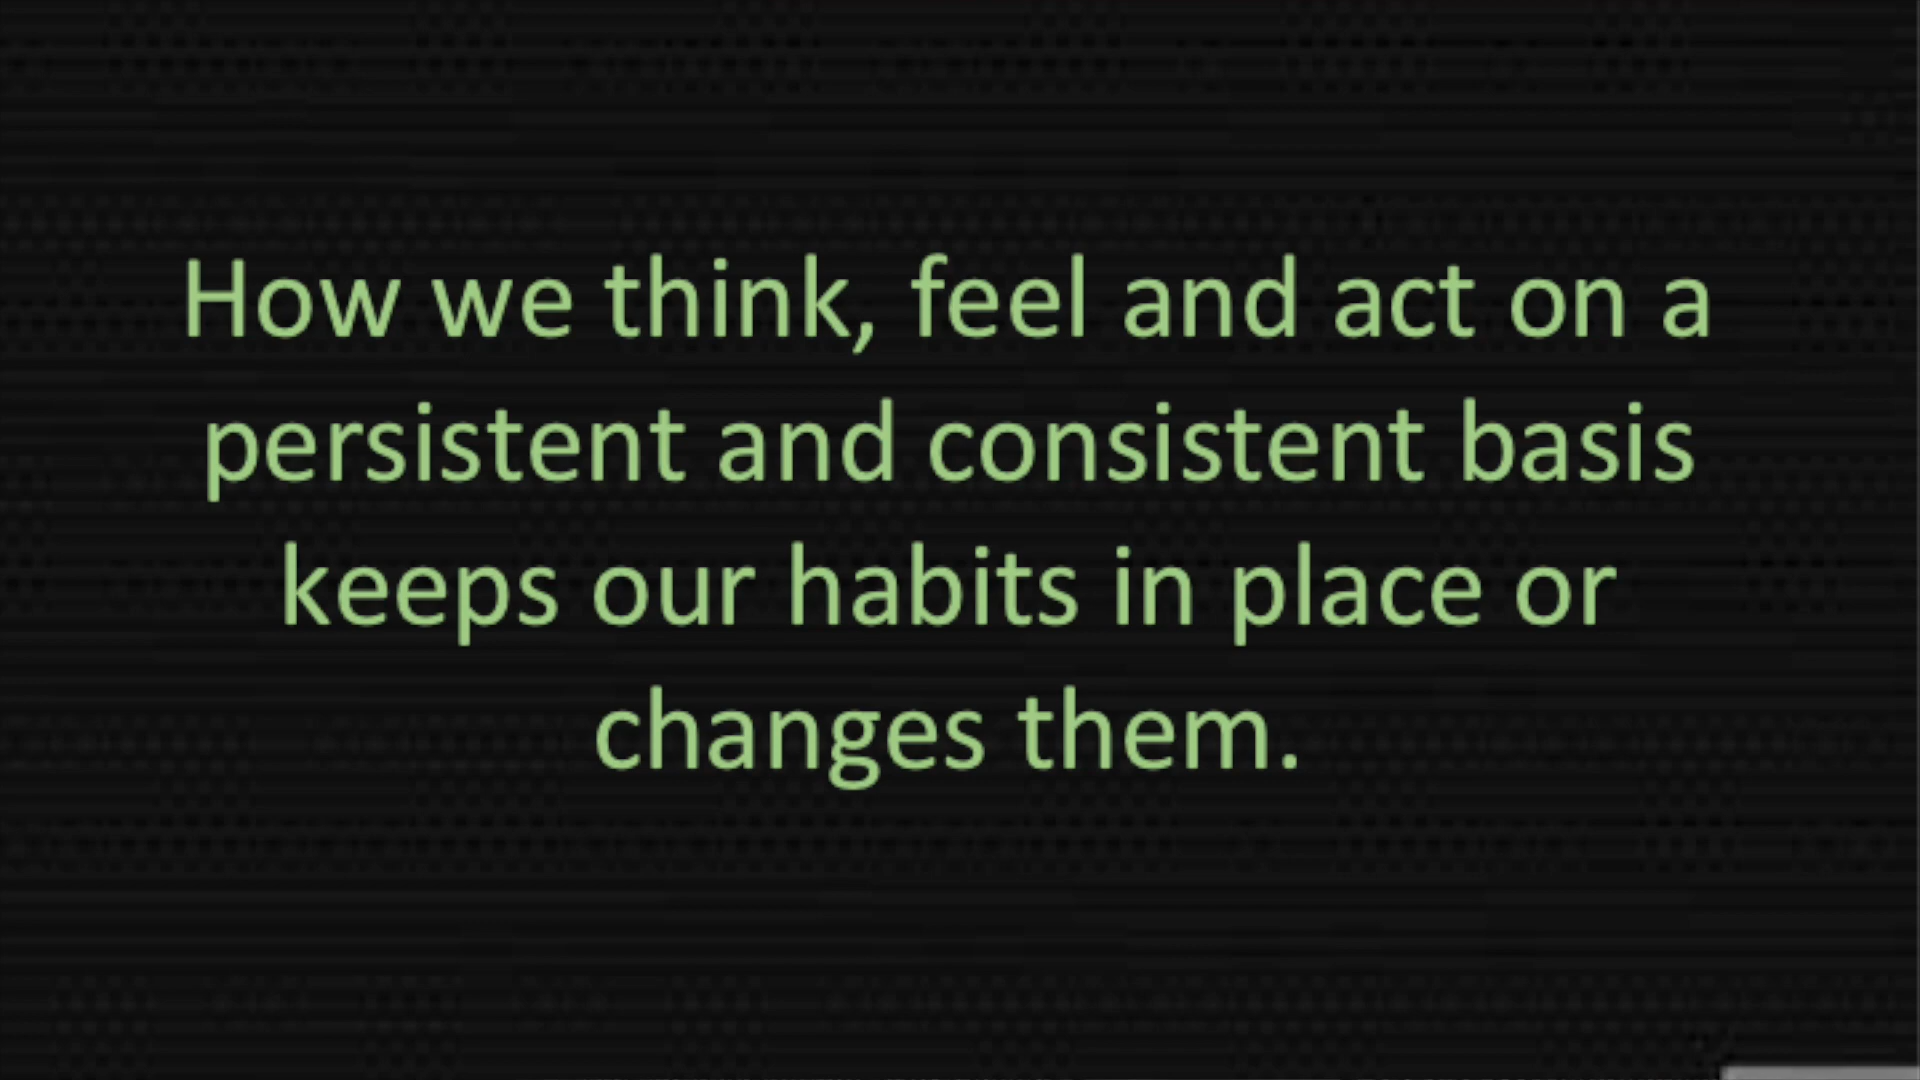 How we think, feel and act on a
persistent and consistent basis
keeps our habits in place or
changes them.